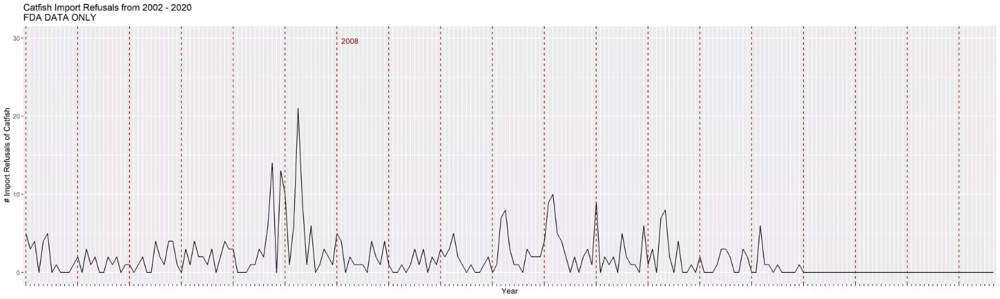 Catfish Import Refusals from 2002 - 2020
FDA DATA ONLY
30
2008
20
10
0
# Import Refusals of Catfish
Year